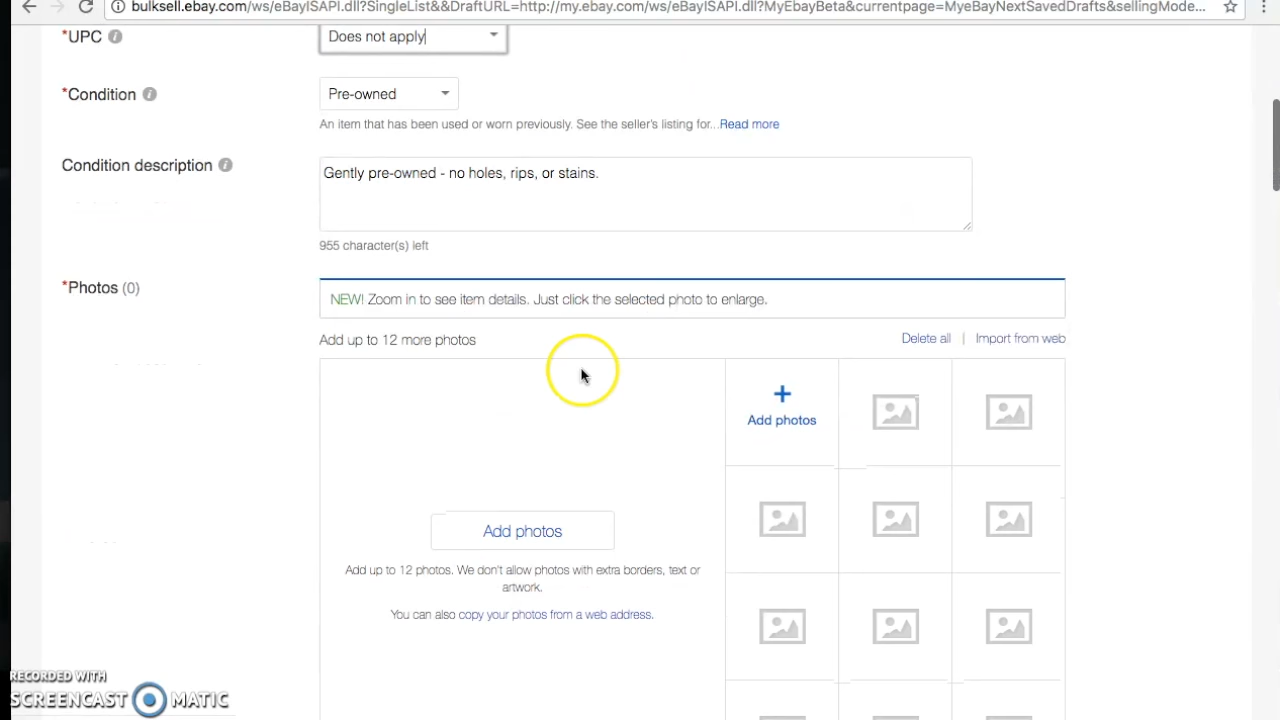 bulksell.ebay.com/ws/eBayISAPI.dll?SingleList&&DraftURL=http://my.ebay.com/ws/eBayISAPI.dll?MyEbayBeta&currentpage=MyeBayNextSavedDrafts&sellingMode...
*UPC Does not apply
*Condition Pre-owned
An item that has been used or worn previously. See the seller's listing for...Read more
Condition description Gently pre-owned - no holes, rips, or stains.
955 character(s) left
*Photos (0) NEW! Zoom in to see item details. Just click the selected photo to enlarge.
Add up to 12 more photos Delete all | Import from web
+
Add photos
Add photos
Add up to 12 photos. We don't allow photos with extra borders, text or
artwork.
You can also copy your photos from a web address.
RECORDED WITH
SCREENCAST MATIC